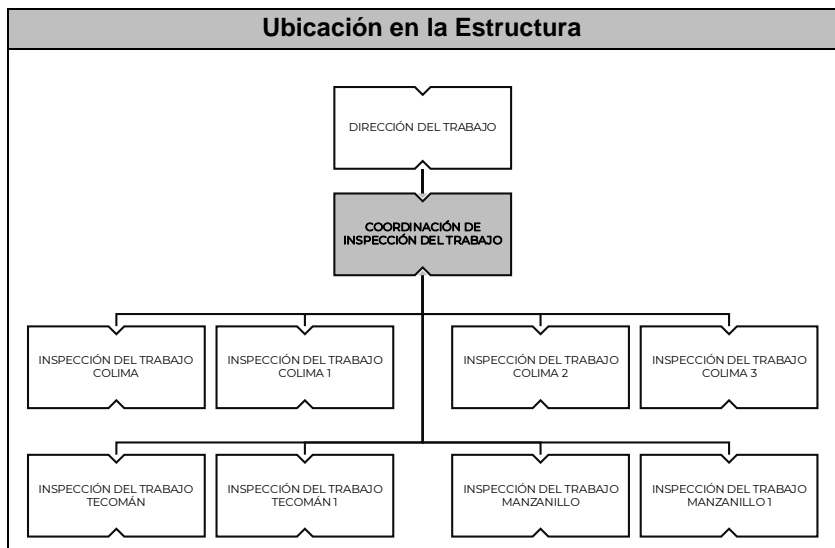 Ubicación en la Estructura
DIRECCIÓN DEL TRABAJO
COORDINACIÓN DE
INSPECCIÓN DEL TRABAJO
INSPECCIÓN DEL TRABAJO
COLIMA
INSPECCIÓN DEL TRABAJO
COLIMA 1
INSPECCIÓN DEL TRABAJO
COLIMA 2
INSPECCIÓN DEL TRABAJO
COLIMA 3
INSPECCIÓN DEL TRABAJO
TECOMÁN
INSPECCIÓN DEL TRABAJO
TECOMÁN 1
INSPECCIÓN DEL TRABAJO
MANZANILLO
INSPECCIÓN DEL TRABAJO
MANZANILLO 1